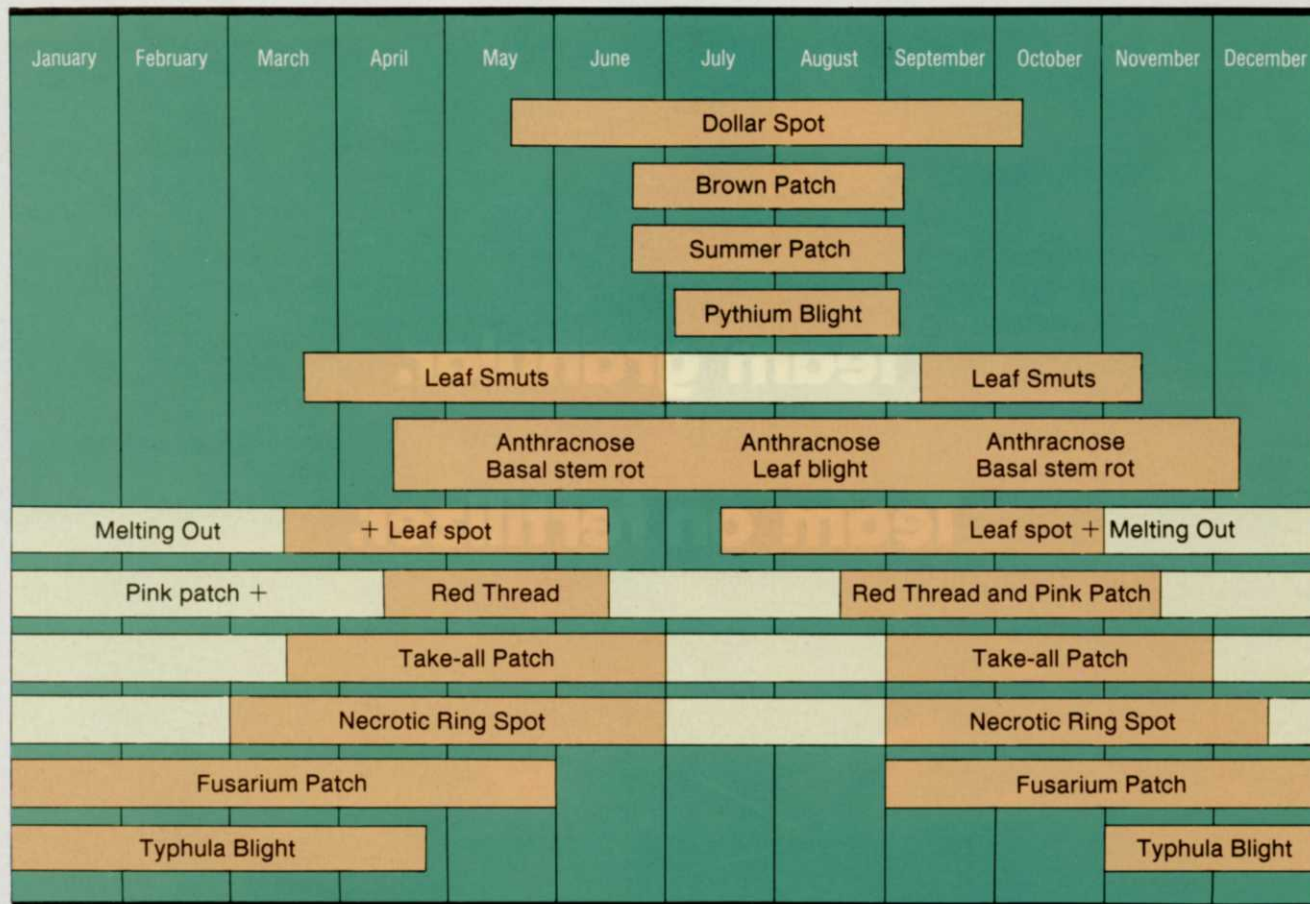 January February March April May June July August September October November December
Dollar Spot
Brown Patch
Summer Patch
Pythium Blight
Leaf Smuts Leaf Smuts
Anthracnose Anthracnose Anthracnose
Basal stem rot Leaf blight Basal stem rot
Melting Out + Leaf spot Leaf spot + Melting Out
Pink patch + Red Thread Red Thread and Pink Patch
Take-all Patch Take-all Patch
Necrotic Ring Spot Necrotic Ring Spot
Fusarium Patch Fusarium Patch
Typhula Blight Typhula Blight